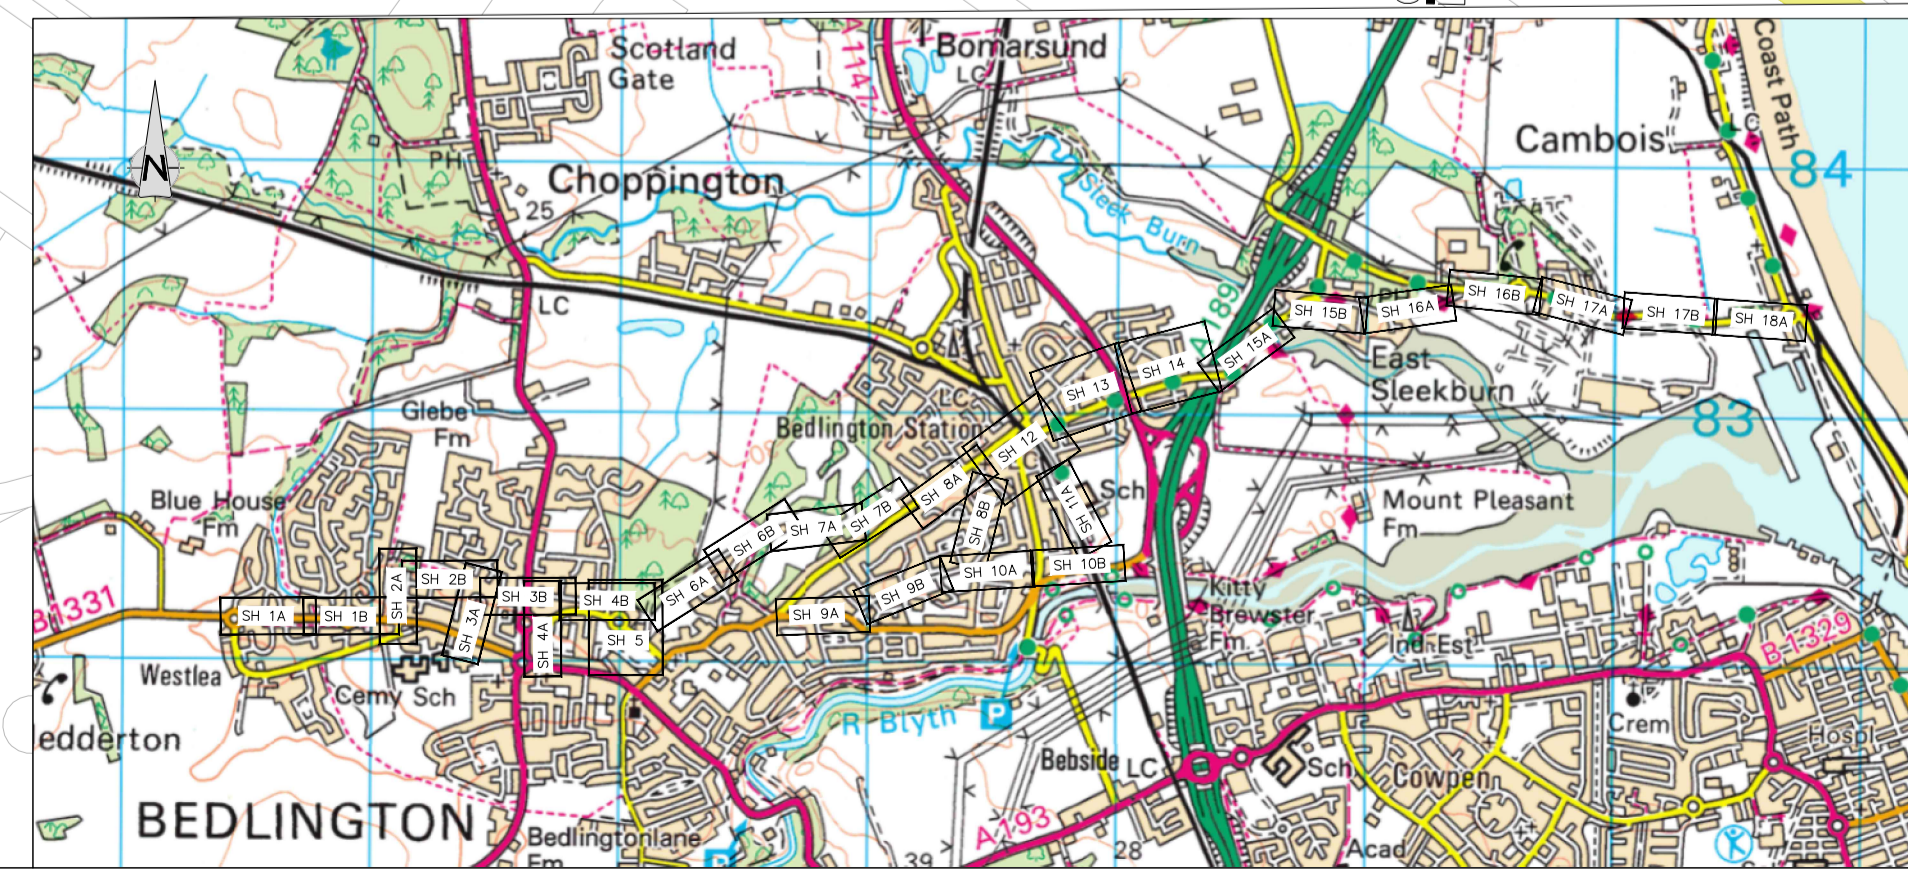 Scotland
Gate
A1147
Bomarsund
LC
Coast Path
Cambois
LC
84
N
PH
Choppington
25
Sleek Burn
LC
A189
SH 15B
SH 16A
SH 16B
SH 17A
SH 17B
SH 18A
SH 15A
SH 14
SH 13
East
Sleekburn
Glebe
Fm
LC
Bedlington Station
83
SH 12
SH 8A
Blue House
Fm
Sch
Mount Pleasant
Fm
SH 11A
SH 8B
SH 7B
SH 7A
SH 6B
SH 6A
B1331
SH 1A
SH 1B
SH 2A
SH 2B
SH 3A
SH 3B
SH 4A
SH 4B
SH 5
SH 9A
SH 9B
SH 10A
SH 10B
Kitty
Brewster
Fm
Ind Est
B 1329
Westlea
Cemy Sch
R Blyth
P
Crem
Hospl
edderton
Bebside
LC
Sch
Cowpen
BEDLINGTON
Bedlingtonlane
Fm
A193
39
28
Acad